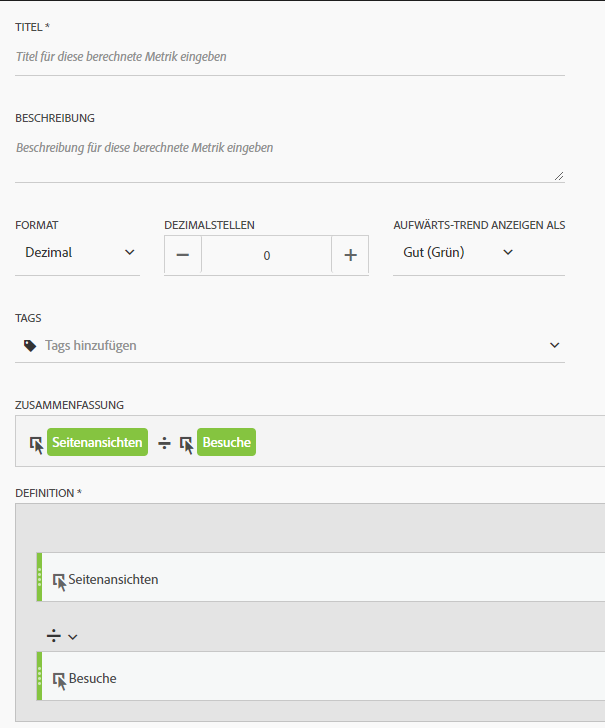 TITEL *
Titel für diese berechnete Metrik eingeben
BESCHREIBUNG
Beschreibung für diese berechnete Metrik eingeben
FORMAT DEZIMALSTELLEN AUFWÄRTS-TREND ANZEIGEN ALS
Dezimal − 0 + Gut (Grün)
TAGS
Tags hinzufügen
ZUSAMMENFASSUNG
Seitenansichten ÷ Besuche
DEFINITION *
Seitenansichten
÷
Besuche